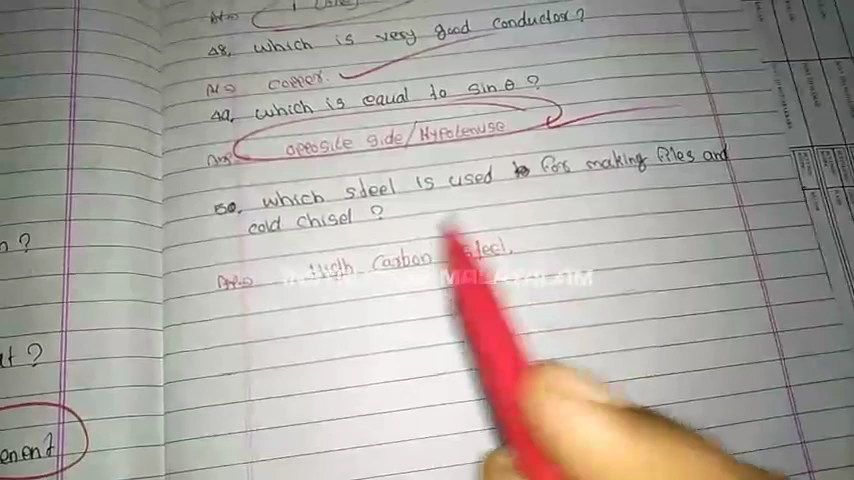 48, which is very good conductor?
Ans copper.
49, which is equal to sin θ ?
Ans opposite side/Hypotenuse
50, which steel is used for making files and
cold chisel ?
Ans High Carbon steel.